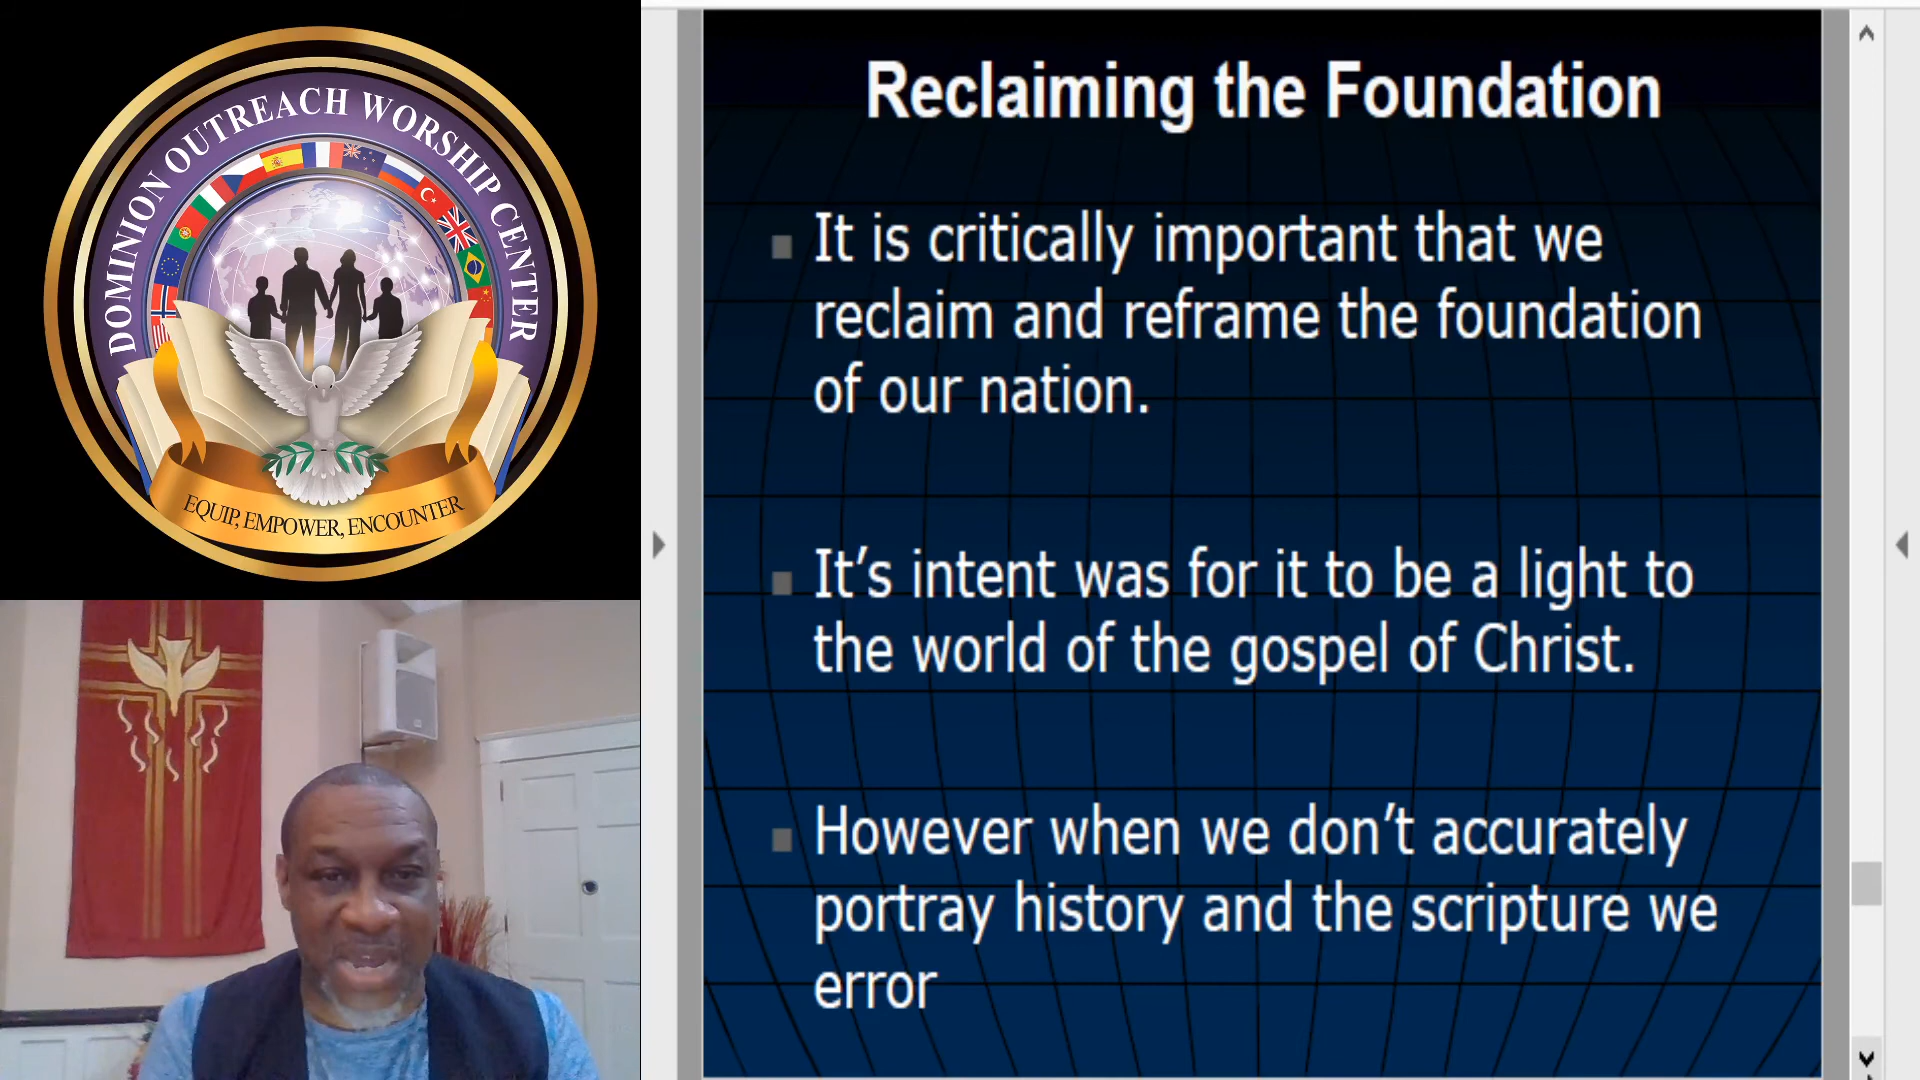 DOMINION OUTREACH WORSHIP CENTER
EQUIP, EMPOWER, ENCOUNTER
Reclaiming the Foundation
It is critically important that we
reclaim and reframe the foundation
of our nation.
It’s intent was for it to be a light to
the world of the gospel of Christ.
However when we don’t accurately
portray history and the scripture we
error